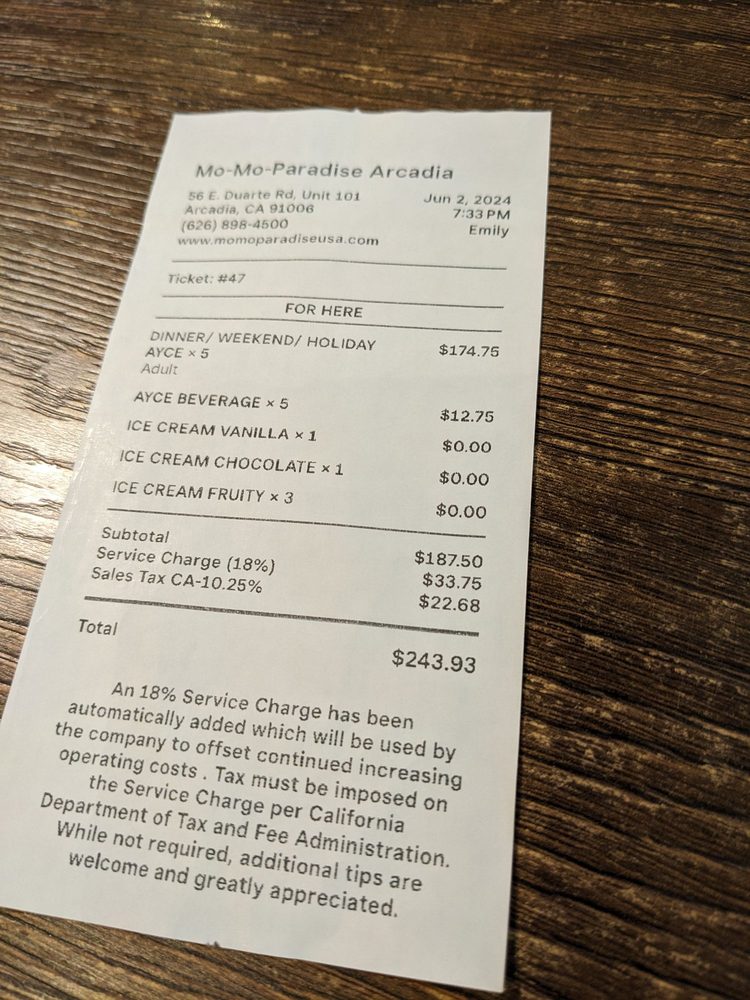 Mo-Mo-Paradise Arcadia
56 E. Duarte Rd, Unit 101
Arcadia, CA 91006
(626) 898-4500
www.momoparadiseusa.com
Jun 2, 2024
7:33 PM
Emily
Ticket: #47
FOR HERE
DINNER/ WEEKEND/ HOLIDAY $174.75
AYCE × 5
Adult
AYCE BEVERAGE × 5 $12.75
ICE CREAM VANILLA × 1 $0.00
ICE CREAM CHOCOLATE × 1 $0.00
ICE CREAM FRUITY × 3 $0.00
Subtotal $187.50
Service Charge (18%) $33.75
Sales Tax CA-10.25% $22.68
Total $243.93
An 18% Service Charge has been
automatically added which will be used by
the company to offset continued increasing
operating costs . Tax must be imposed on
the Service Charge per California
Department of Tax and Fee Administration.
While not required, additional tips are
welcome and greatly appreciated.